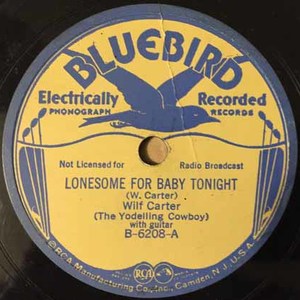 BLUEBIRD
Electrically Recorded
PHONOGRAPH RECORDS
Not Licensed for Radio Broadcast
LONESOME FOR BABY TONIGHT
(W. Carter)
Wilf Carter
(The Yodelling Cowboy)
with guitar
B-6208-A
©RCA Manufacturing Co., Inc., Camden, N.J., U.S.A.
RCA